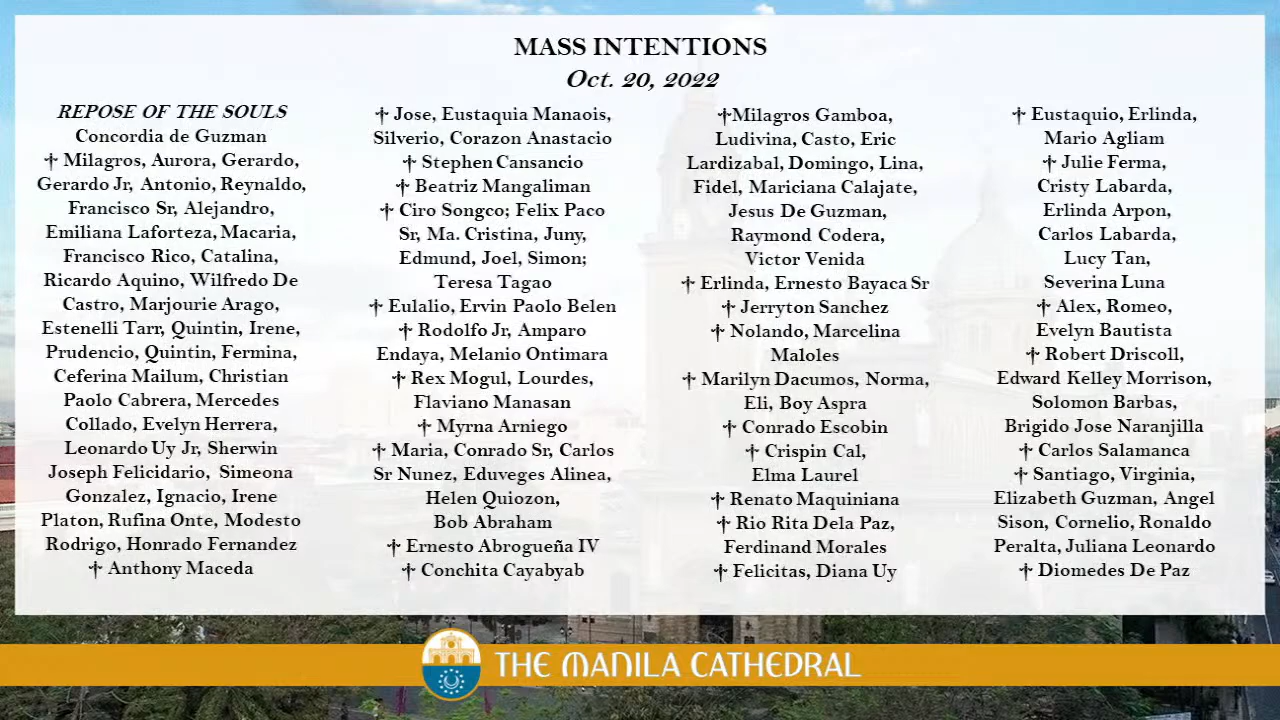 MASS INTENTIONS
Oct. 20, 2022
REPOSE OF THE SOULS
Concordia de Guzman
♰ Milagros, Aurora, Gerardo,
Gerardo Jr, Antonio, Reynaldo,
Francisco Sr, Alejandro,
Emiliana Laforteza, Macaria,
Francisco Rico, Catalina,
Ricardo Aquino, Wilfredo De
Castro, Marjourie Arago,
Estenelli Tarr, Quintin, Irene,
Prudencio, Quintin, Fermina,
Ceferina Mailum, Christian
Paolo Cabrera, Mercedes
Collado, Evelyn Herrera,
Leonardo Uy Jr, Sherwin
Joseph Felicidario, Simeona
Gonzalez, Ignacio, Irene
Platon, Rufina Onte, Modesto
Rodrigo, Honrado Fernandez
♰ Anthony Maceda
♰ Jose, Eustaquia Manaois,
Silverio, Corazon Anastacio
♰ Stephen Cansancio
♰ Beatriz Mangaliman
♰ Ciro Songco; Felix Paco
Sr, Ma. Cristina, Juny,
Edmund, Joel, Simon;
Teresa Tagao
♰ Eulalio, Ervin Paolo Belen
♰ Rodolfo Jr, Amparo
Endaya, Melanio Ontimara
♰ Rex Mogul, Lourdes,
Flaviano Manasan
♰ Myrna Arniego
♰ Maria, Conrado Sr, Carlos
Sr Nunez, Eduveges Alinea,
Helen Quiozon,
Bob Abraham
♰ Ernesto Abrogueña IV
♰ Conchita Cayabyab
♰Milagros Gamboa,
Ludivina, Casto, Eric
Lardizabal, Domingo, Lina,
Fidel, Mariciana Calajate,
Jesus De Guzman,
Raymond Codera,
Victor Venida
♰ Erlinda, Ernesto Bayaca Sr
♰ Jerryton Sanchez
♰ Nolando, Marcelina
Maloles
♰ Marilyn Dacumos, Norma,
Eli, Boy Aspra
♰ Conrado Escobin
♰ Crispin Cal,
Elma Laurel
♰ Renato Maquiniana
♰ Rio Rita Dela Paz,
Ferdinand Morales
♰ Felicitas, Diana Uy
♰ Eustaquio, Erlinda,
Mario Agliam
♰ Julie Ferma,
Cristy Labarda,
Erlinda Arpon,
Carlos Labarda,
Lucy Tan,
Severina Luna
♰ Alex, Romeo,
Evelyn Bautista
♰ Robert Driscoll,
Edward Kelley Morrison,
Solomon Barbas,
Brigido Jose Naranjilla
♰ Carlos Salamanca
♰ Santiago, Virginia,
Elizabeth Guzman, Angel
Sison, Cornelio, Ronaldo
Peralta, Juliana Leonardo
♰ Diomedes De Paz
THE MANILA CATHEDRAL